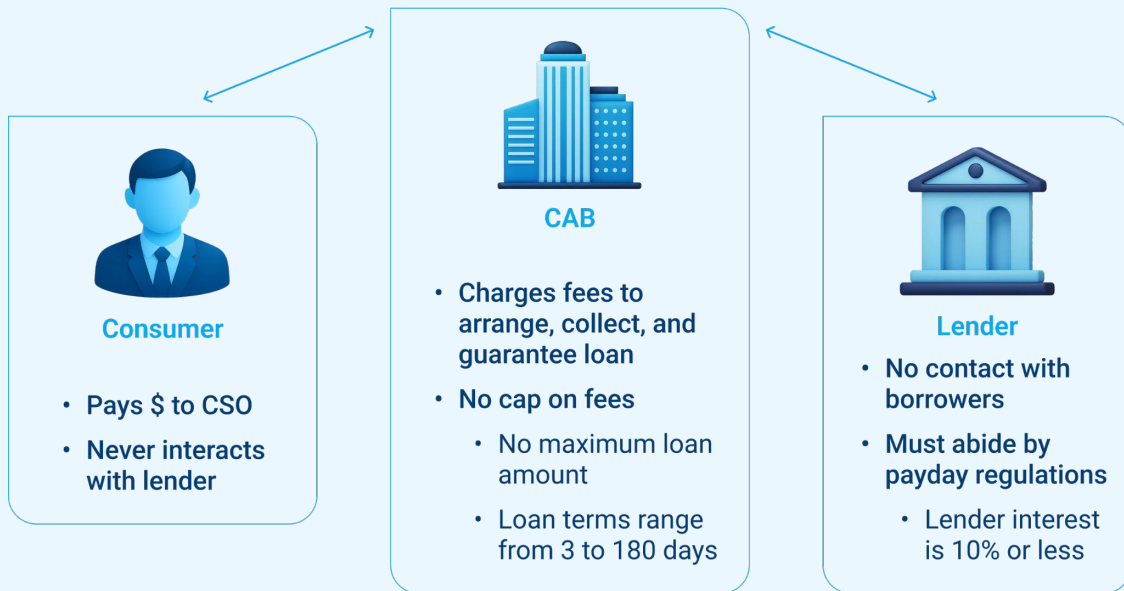 Consumer
• Pays $ to CSO
• Never interacts
with lender
CAB
• Charges fees to
arrange, collect, and
guarantee loan
• No cap on fees
• No maximum loan
amount
• Loan terms range
from 3 to 180 days
Lender
• No contact with
borrowers
• Must abide by
payday regulations
• Lender interest
is 10% or less